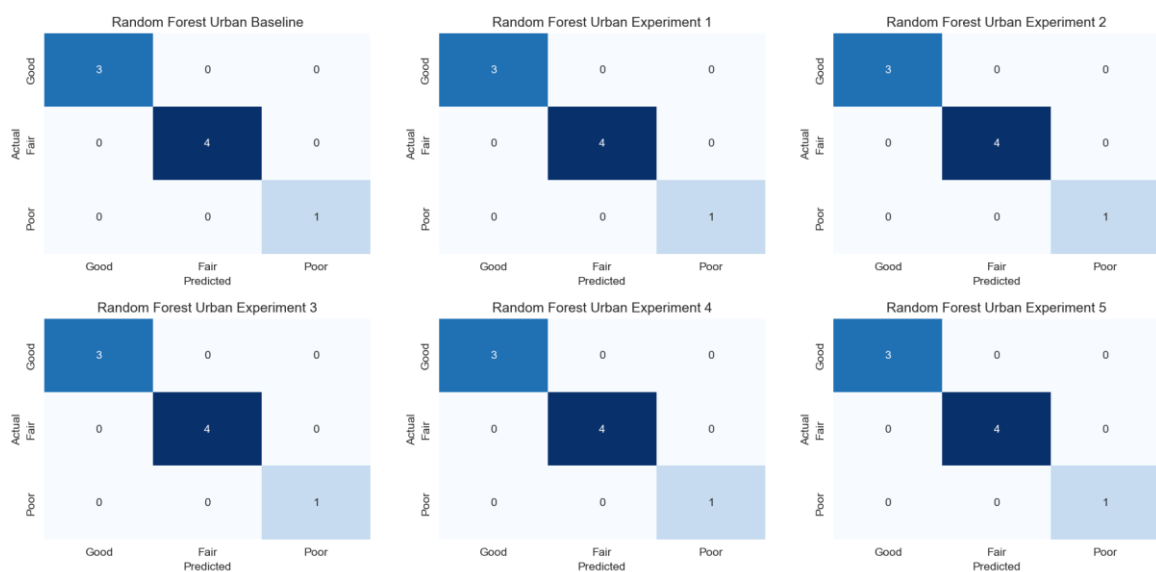 Random Forest Urban Baseline
Good
3 0 0
Actual
Fair
0 4 0
Poor
0 0 1
Good Fair Poor
Predicted
Random Forest Urban Experiment 1
Good
3 0 0
Actual
Fair
0 4 0
Poor
0 0 1
Good Fair Poor
Predicted
Random Forest Urban Experiment 2
Good
3 0 0
Actual
Fair
0 4 0
Poor
0 0 1
Good Fair Poor
Predicted
Random Forest Urban Experiment 3
Good
3 0 0
Actual
Fair
0 4 0
Poor
0 0 1
Good Fair Poor
Predicted
Random Forest Urban Experiment 4
Good
3 0 0
Actual
Fair
0 4 0
Poor
0 0 1
Good Fair Poor
Predicted
Random Forest Urban Experiment 5
Good
3 0 0
Actual
Fair
0 4 0
Poor
0 0 1
Good Fair Poor
Predicted